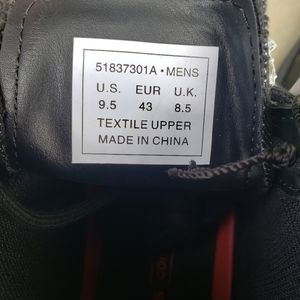 51837301A • MENS
U.S. EUR U.K.
9.5 43 8.5
TEXTILE UPPER
MADE IN CHINA